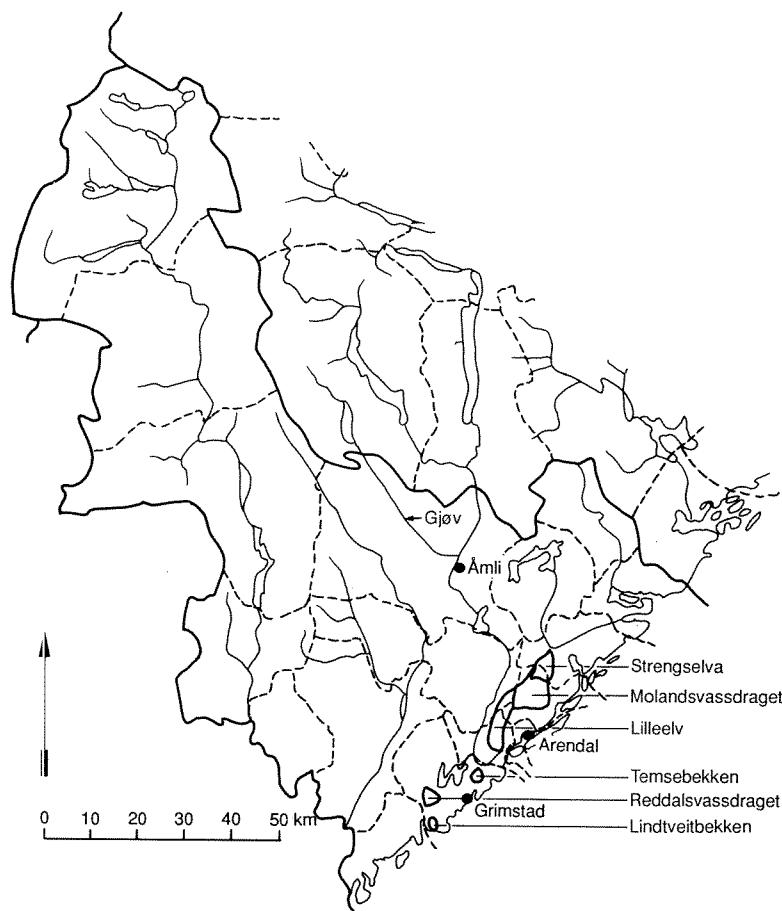 Gjøv
Åmli
Strengselva
Molandsvassdraget
Lilleelv
Arendal
Temsebekken
Reddalsvassdraget
Grimstad
Lindtveitbekken
0 10 20 30 40 50 km